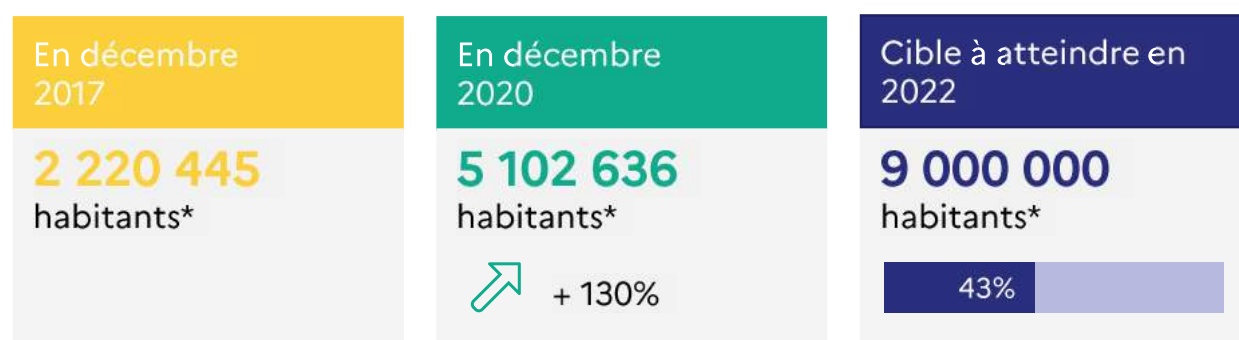 En décembre
2017
2 220 445
habitants*
En décembre
2020
5 102 636
habitants*
+ 130%
Cible à atteindre en
2022
9 000 000
habitants*
43%